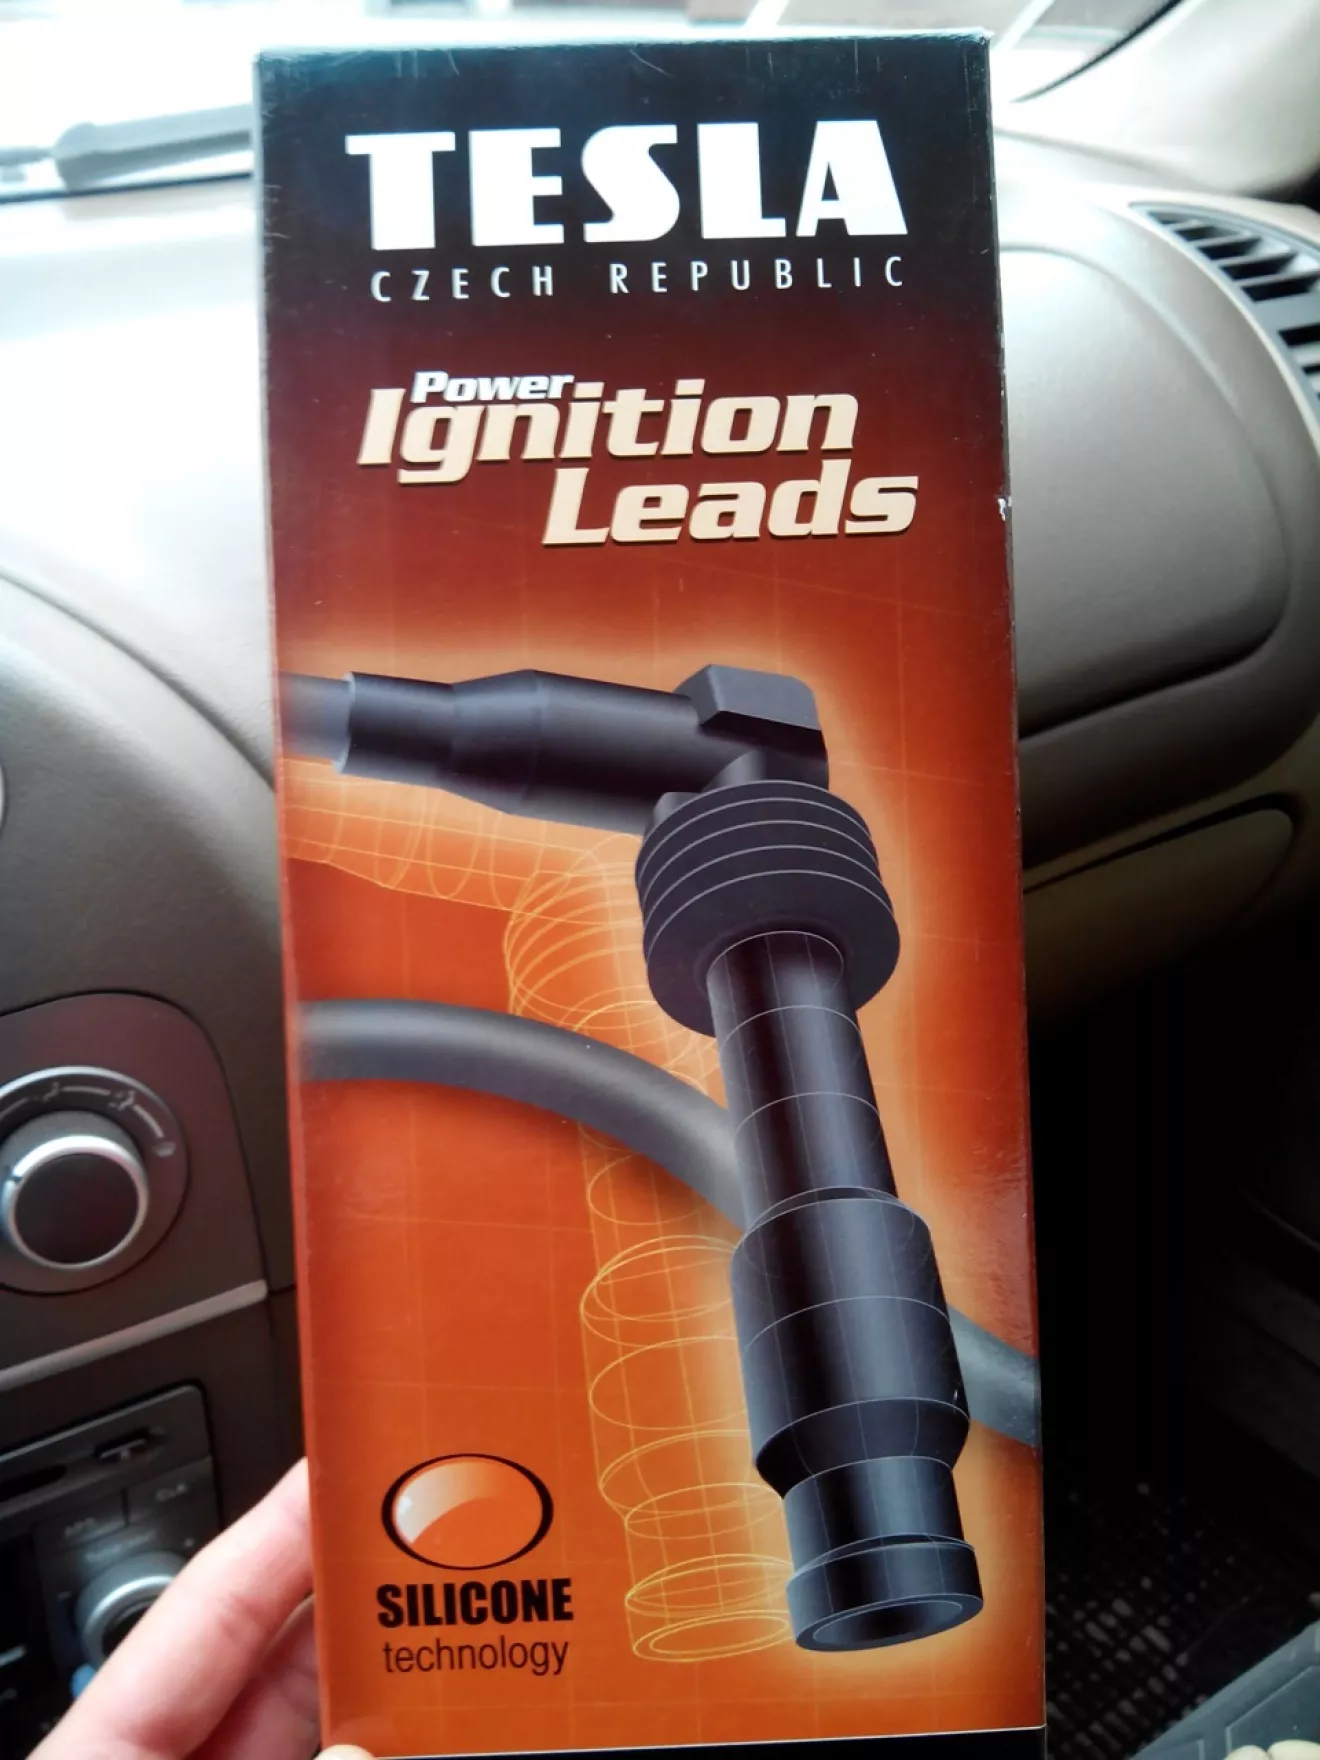 TESLA
CZECH REPUBLIC
Power
Ignition
Leads
SILICONE
technology